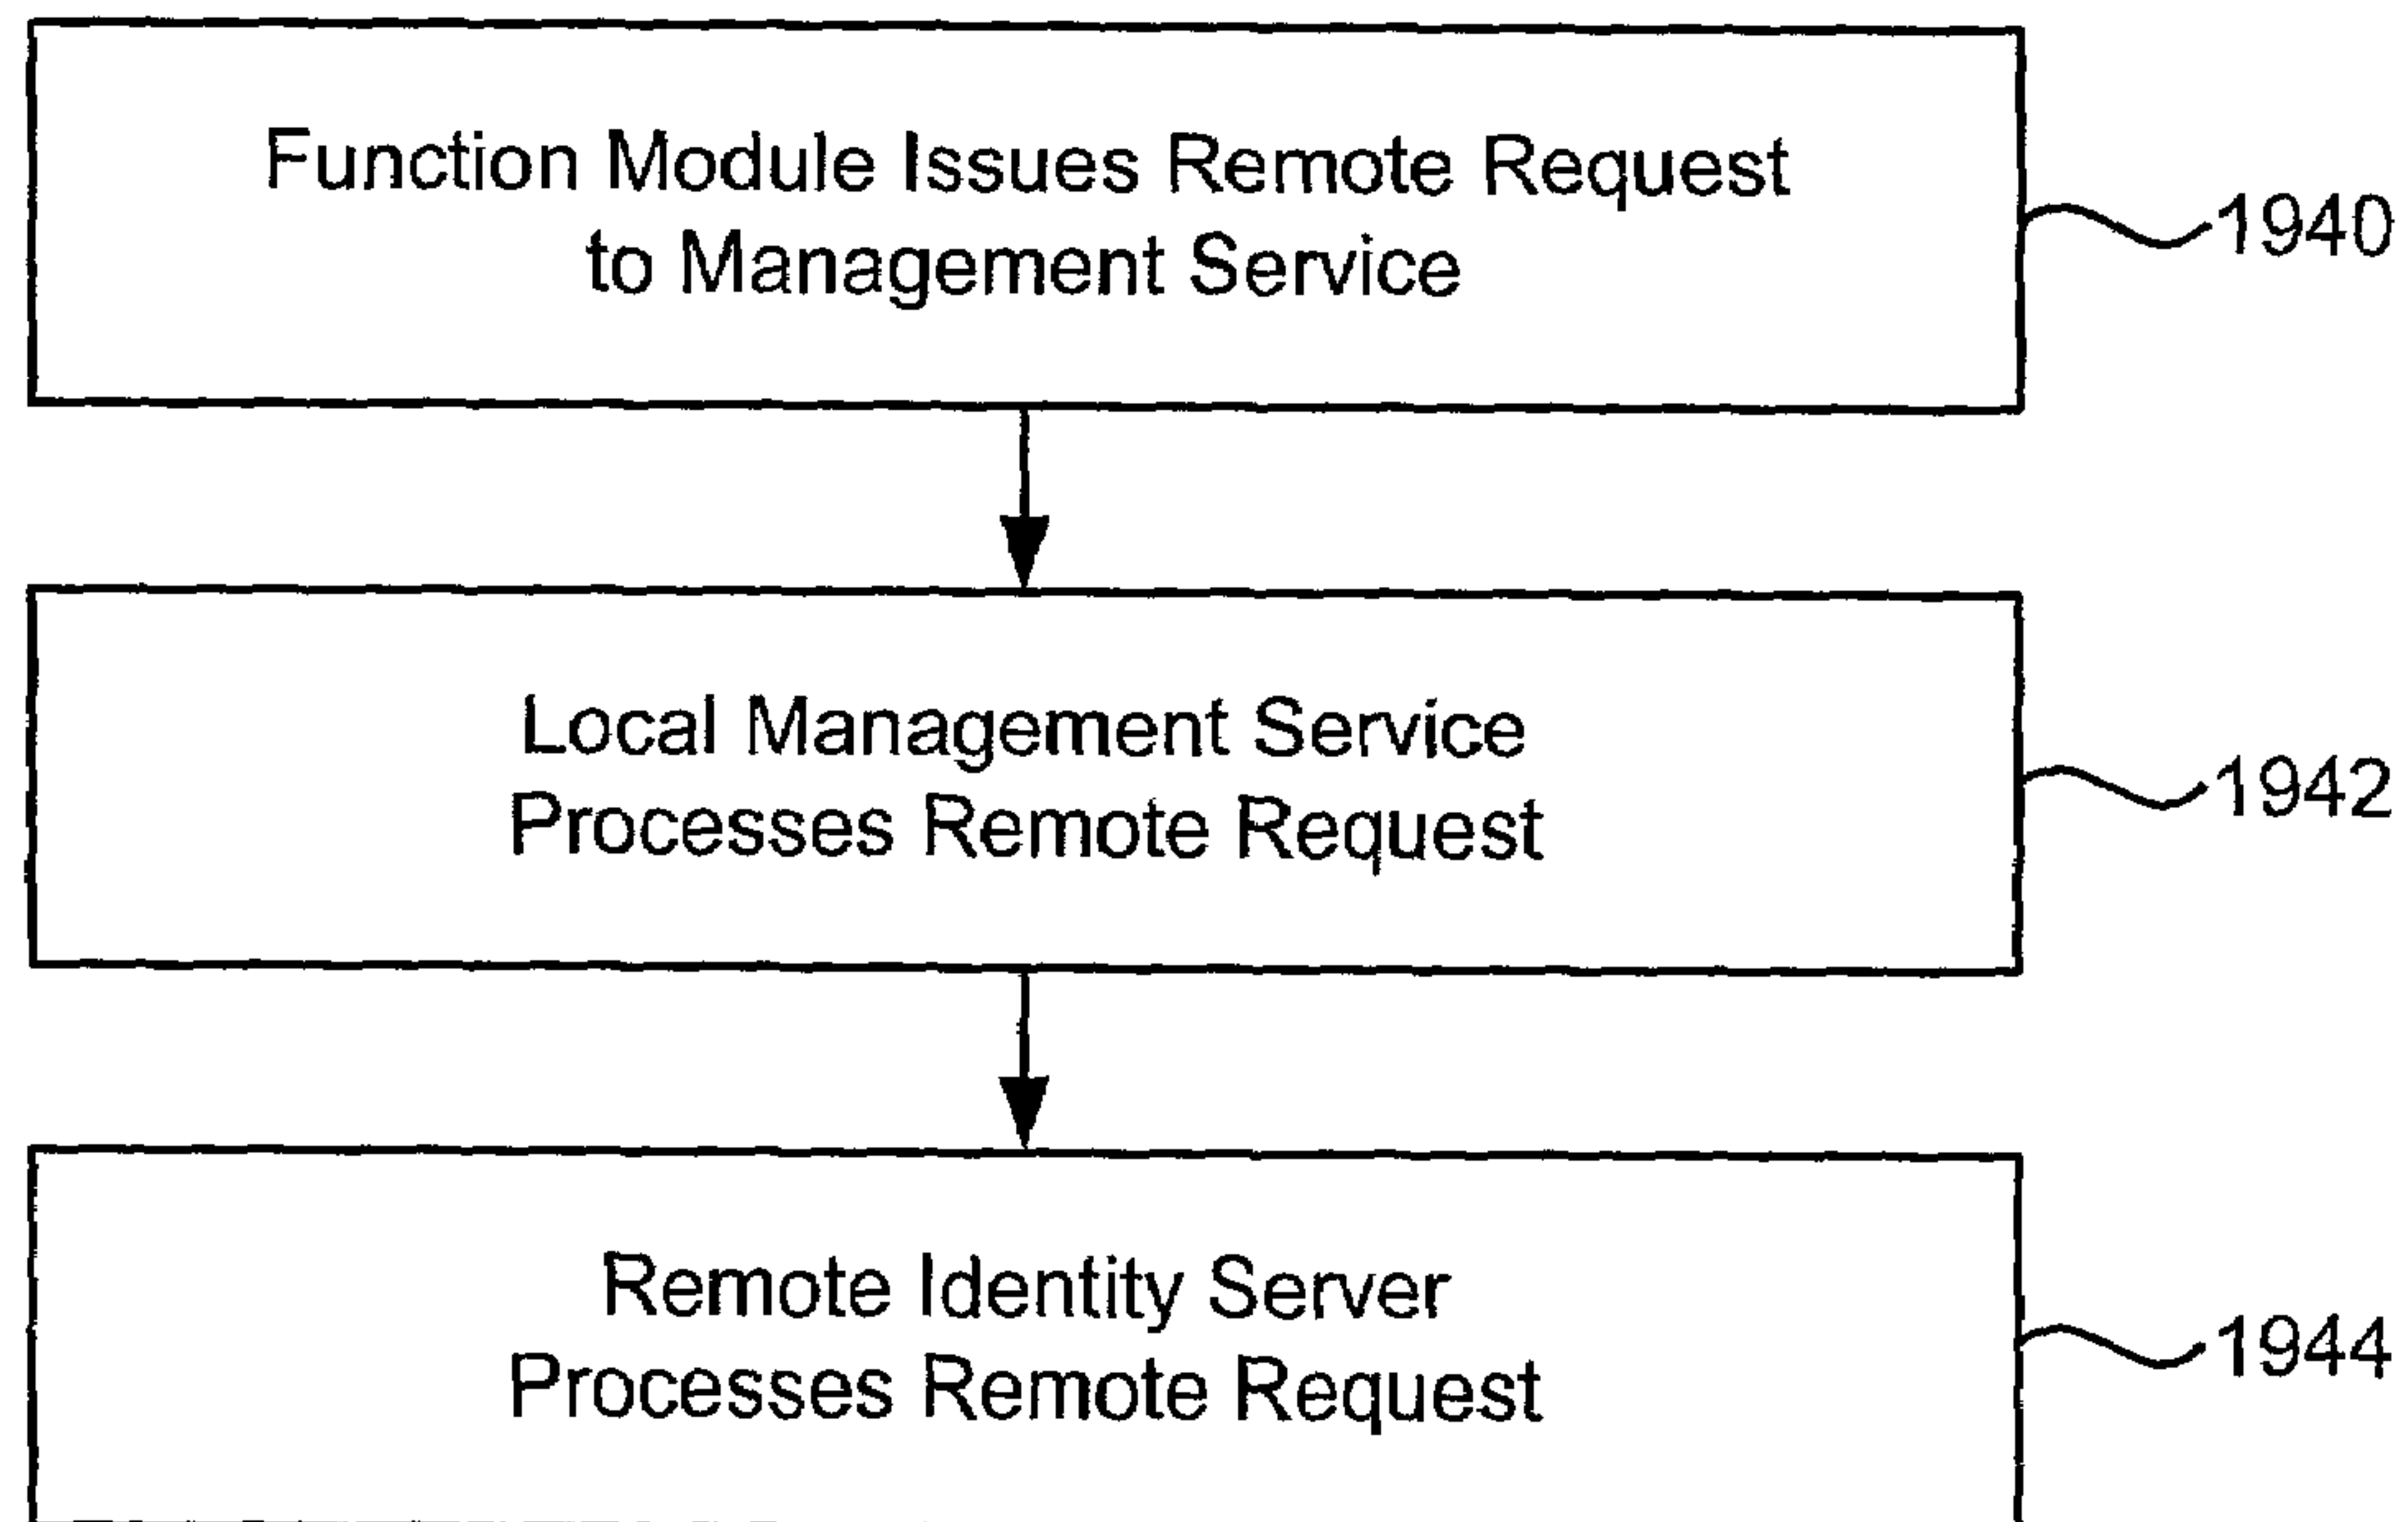 Function Module Issues Remote Request
to Management Service
1940
Local Management Service
Processes Remote Request
1942
Remote Identity Server
Processes Remote Request
1944